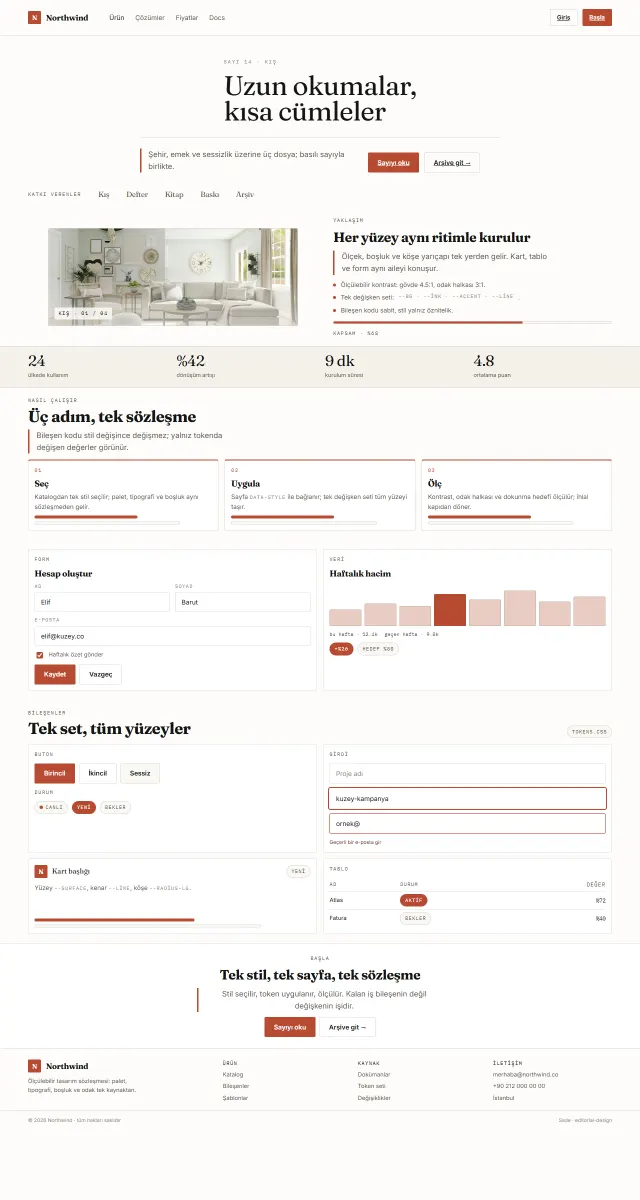 N Northwind Ürün Çözümler Fiyatlar Docs Giriş Başla
SAYI 14 · KIŞ
Uzun okumalar,
kısa cümleler
Şehir, emek ve sessizlik üzerine üç dosya; basılı sayıyla
birlikte.
Sayıyı oku Arşive git →
KATKI VERENLER Kış Defter Kitap Baskı Arşiv
KIŞ · 01 / 04
YAKLAŞIM
Her yüzey aynı ritimle kurulur
Ölçek, boşluk ve köşe yarıçapı tek yerden gelir. Kart, tablo
ve form aynı aileyi konuşur.
Ölçülebilir kontrast: gövde 4.5:1, odak halkası 3:1.
Tek değişken seti: --BG · --INK · --ACCENT · --LINE .
Bileşen kodu sabit, stil yalnız öznitelik.
KAPSAM · %68
24 %42 9 dk 4.8
ülkede kullanım dönüşüm artışı kurulum süresi ortalama puan
NASIL ÇALIŞIR
Üç adım, tek sözleşme
Bileşen kodu stil değişince değişmez; yalnız tokenda
değişen değerler görünür.
01
Seç
Katalogdan tek stil seçilir; palet, tipografi ve boşluk aynı
sözleşmeden gelir.
02
Uygula
Sayfa DATA-STYLE ile bağlanır; tek değişken seti tüm yüzeyi
taşır.
03
Ölç
Kontrast, odak halkası ve dokunma hedefi ölçülür; ihlal
kapıdan döner.
FORM
Hesap oluştur
AD SOYAD
Elif Barut
E-POSTA
elif@kuzey.co
Haftalık özet gönder
Kaydet Vazgeç
VERİ
Haftalık hacim
bu hafta · 12.4k geçen hafta · 9.8k
+%26 HEDEF %80
BİLEŞENLER
Tek set, tüm yüzeyler
TOKENS.CSS
BUTON
Birincil İkincil Sessiz
DURUM
CANLI YENİ BEKLER
GİRDİ
Proje adı
kuzey-kampanya
ornek@
Geçerli bir e-posta gir
N Kart başlığı YENİ
Yüzey --SURFACE, kenar --LINE, köşe --RADIUS-LG.
TABLO
AD DURUM DEĞER
Atlas AKTİF %72
Fatura BEKLER %40
BAŞLA
Tek stil, tek sayfa, tek sözleşme
Stil seçilir, token uygulanır, ölçülür. Kalan iş bileşenin değil
değişkenin işidir.
Sayıyı oku Arşive git →
N Northwind
Ölçülebilir tasarım sözleşmesi: palet,
tipografi, boşluk ve odak tek kaynaktan.
ÜRÜN
Katalog
Bileşenler
Şablonlar
KAYNAK
Dokümanlar
Token seti
Değişiklikler
İLETİŞİM
merhaba@northwind.co
+90 212 000 00 00
İstanbul
© 2026 Northwind · tüm hakları saklıdır Sade · editorial-design